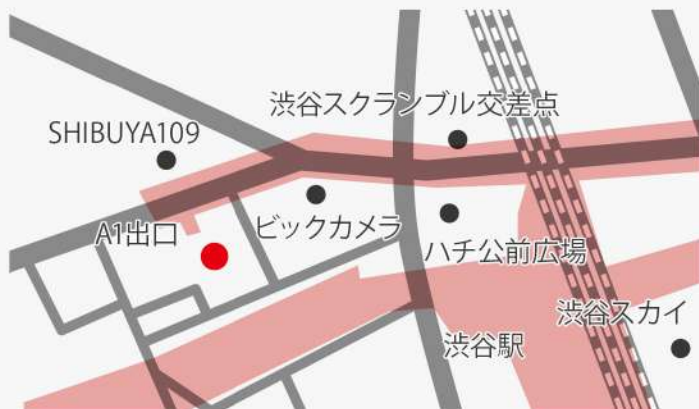 渋谷スクランブル交差点
SHIBUYA109
A1出口
ビックカメラ
ハチ公前広場
渋谷スカイ
渋谷駅